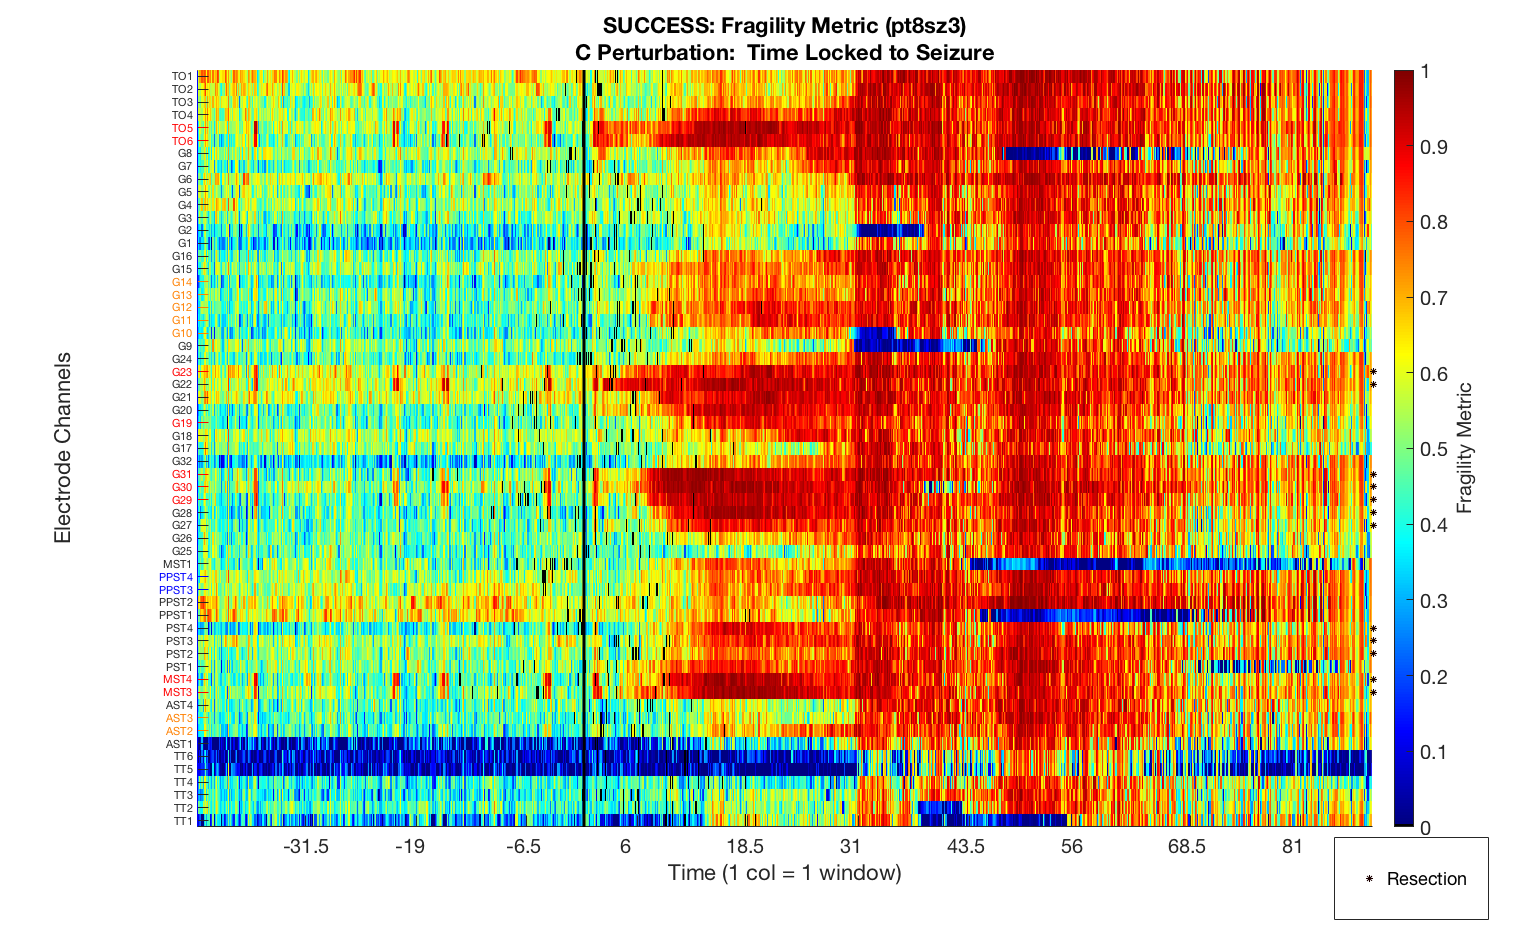 SUCCESS: Fragility Metric (pt8sz3)
C Perturbation: Time Locked to Seizure
Electrode Channels
TO1
TO2
TO3
TO4
TO5
TO6
G8
G7
G6
G5
G4
G3
G2
G1
G16
G15
G14
G13
G12
G11
G10
G9
G24
G23
G22
G21
G20
G19
G18
G17
G32
G31
G30
G29
G28
G27
G26
G25
MST1
PPST4
PPST3
PPST2
PPST1
PST4
PST3
PST2
PST1
MST4
MST3
AST4
AST3
AST2
AST1
TT6
TT5
TT4
TT3
TT2
TT1
-31.5 -19 -6.5 6 18.5 31 43.5 56 68.5 81
Time (1 col = 1 window)
1
0.9
0.8
0.7
0.6
0.5
0.4
0.3
0.2
0.1
0
Fragility Metric
* Resection